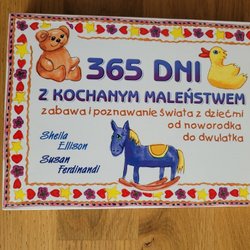 365 DNI
Z KOCHANYM MALEŃSTWEM
zabawa i poznawanie świata z dziećmi
od noworodka
do dwulatka
Sheila
Ellison
Susan
Ferdinandi